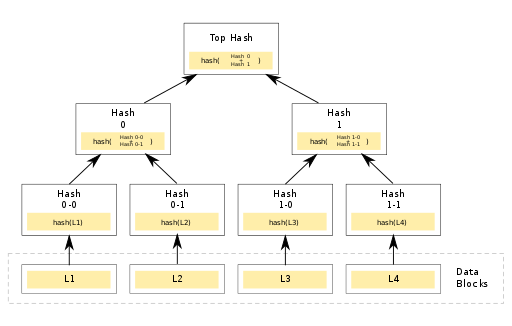 Top Hash
hash( Hash 0 + Hash 1 )
Hash
0
hash( Hash 0-0 + Hash 0-1 )
Hash
1
hash( Hash 1-0 + Hash 1-1 )
Hash
0-0
hash(L1)
Hash
0-1
hash(L2)
Hash
1-0
hash(L3)
Hash
1-1
hash(L4)
L1
L2
L3
L4
Data
Blocks